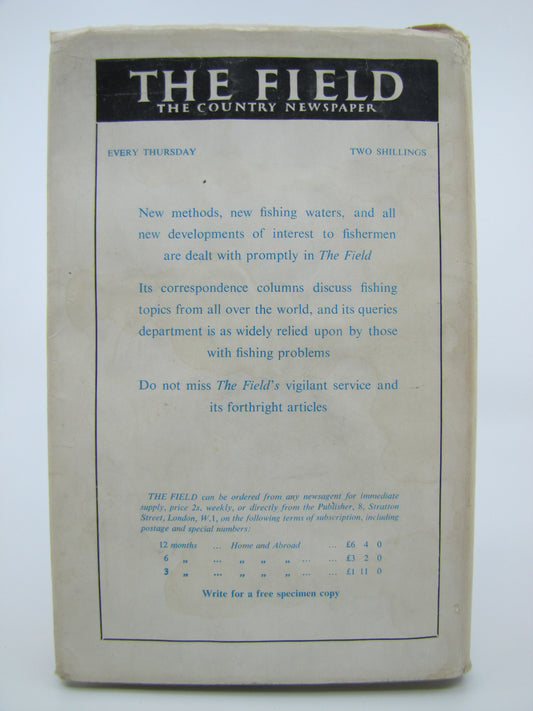 THE FIELD
THE COUNTRY NEWSPAPER
EVERY THURSDAY TWO SHILLINGS
New methods, new fishing waters, and all
new developments of interest to fishermen
are dealt with promptly in The Field
Its correspondence columns discuss fishing
topics from all over the world, and its queries
department is as widely relied upon by those
with fishing problems
Do not miss The Field's vigilant service and
its forthright articles
THE FIELD can be ordered from any newsagent for immediate
supply, price 2s. weekly, or directly from the Publisher, 8, Stratton
Street, London, W.1, on the following terms of subscription, including
postage and special numbers:
12 months ... Home and Abroad ... £6 4 0
6 „ ... „ „ „ ... ... £3 2 0
3 „ ... „ „ „ ... ... £1 11 0
Write for a free specimen copy